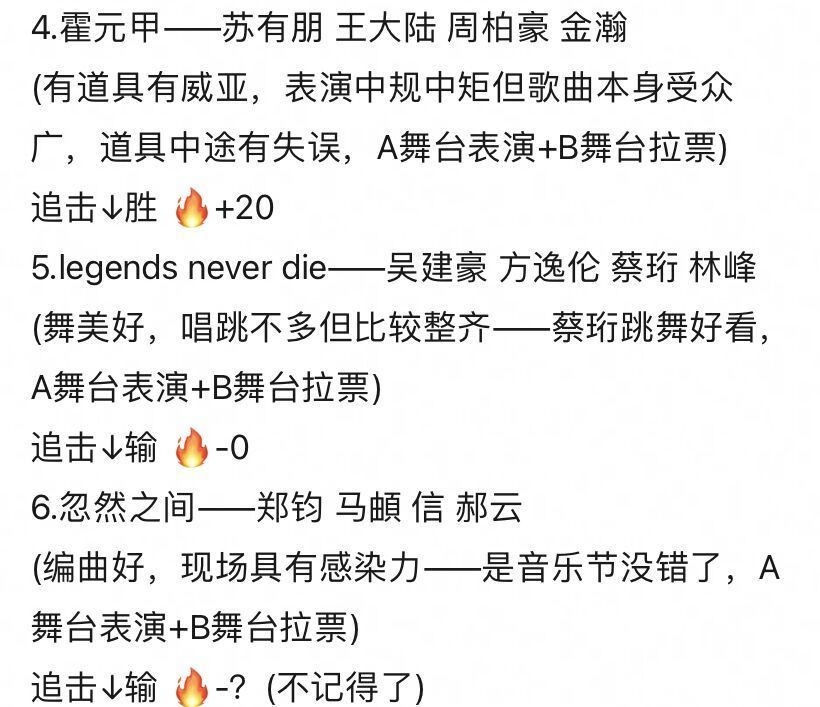 4.霍元甲——苏有朋 王大陆 周柏豪 金瀚
(有道具有威亚，表演中规中矩但歌曲本身受众
广，道具中途有失误，A舞台表演+B舞台拉票)
追击↓胜 🔥+20
5.legends never die——吴建豪 方逸伦 蔡珩 林峰
(舞美好，唱跳不多但比较整齐——蔡珩跳舞好看，
A舞台表演+B舞台拉票)
追击↓输 🔥-0
6.忽然之间——郑钧 马頔 信 郝云
(编曲好，现场具有感染力——是音乐节没错了，A
舞台表演+B舞台拉票)
追击↓输 🔥-?  (不记得了)